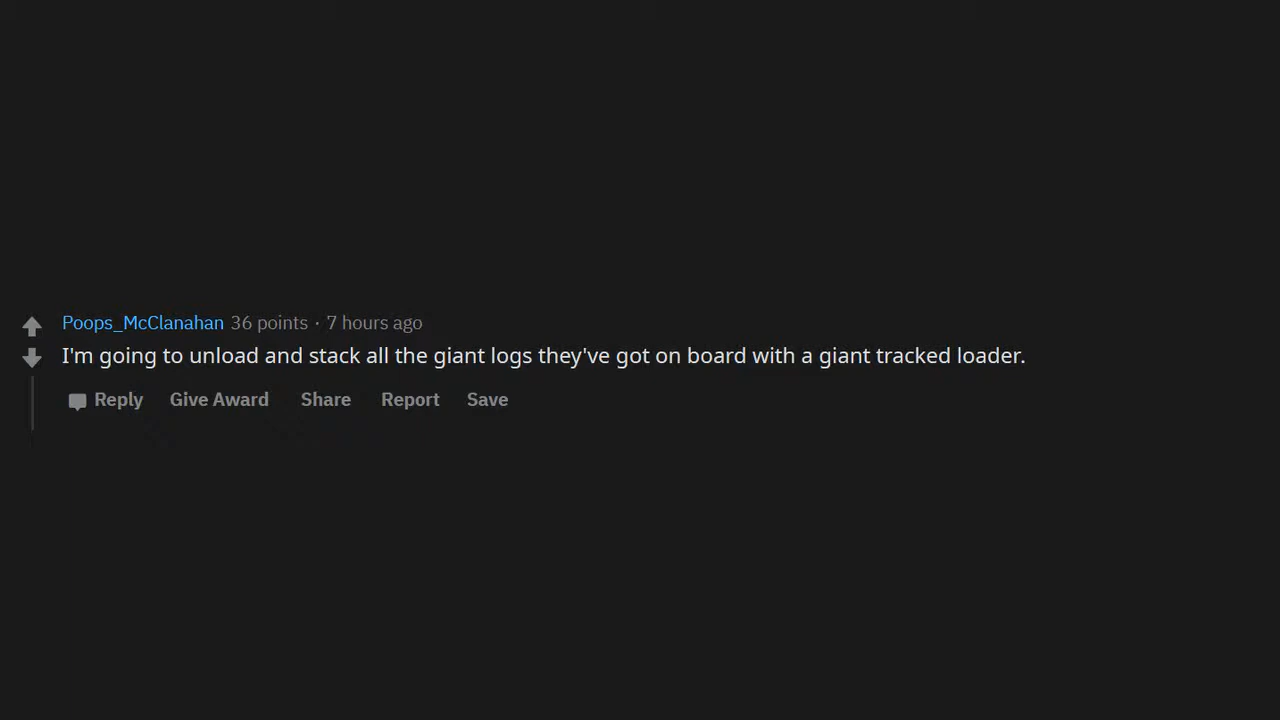 Poops_McClanahan 36 points · 7 hours ago
I'm going to unload and stack all the giant logs they've got on board with a giant tracked loader.
Reply Give Award Share Report Save